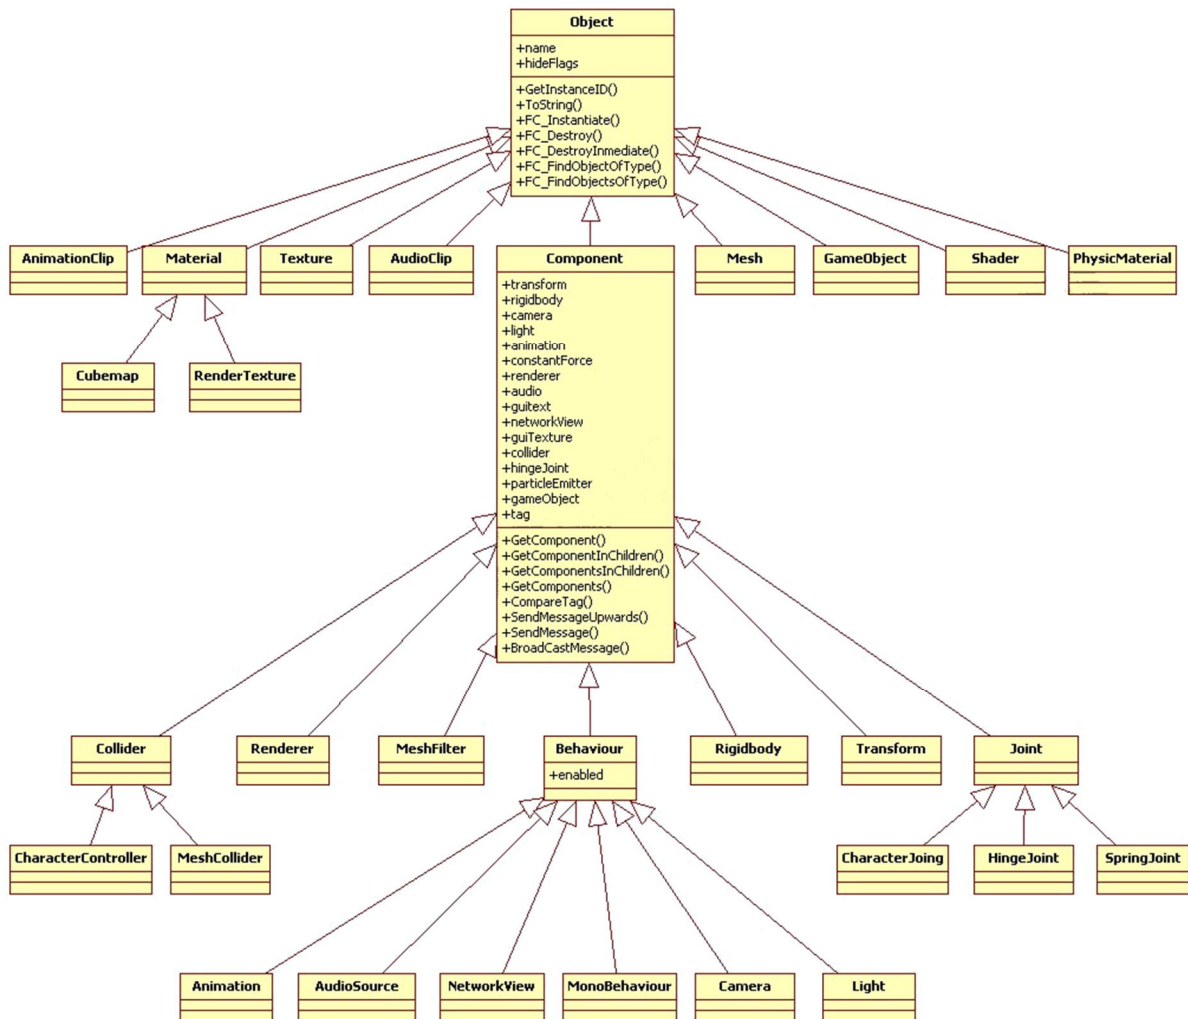 Object
+name
+hideFlags
+GetInstanceID()
+ToString()
+FC_Instantiate()
+FC_Destroy()
+FC_DestroyInmediate()
+FC_FindObjectOfType()
+FC_FindObjectsOfType()
AnimationClip
Material
Texture
AudioClip
Component
Mesh
GameObject
Shader
PhysicMaterial
+transform
+rigidbody
+camera
+light
+animation
+constantForce
+renderer
+audio
+guitext
+networkView
+guiTexture
+collider
+hingeJoint
+particleEmitter
+gameObject
+tag
+GetComponent()
+GetComponentInChildren()
+GetComponentsInChildren()
+GetComponents()
+CompareTag()
+SendMessageUpwards()
+SendMessage()
+BroadCastMessage()
Cubemap
RenderTexture
Collider
Renderer
MeshFilter
Behaviour
+enabled
Rigidbody
Transform
Joint
CharacterController
MeshCollider
CharacterJoing
HingeJoint
SpringJoint
Animation
AudioSource
NetworkView
MonoBehaviour
Camera
Light